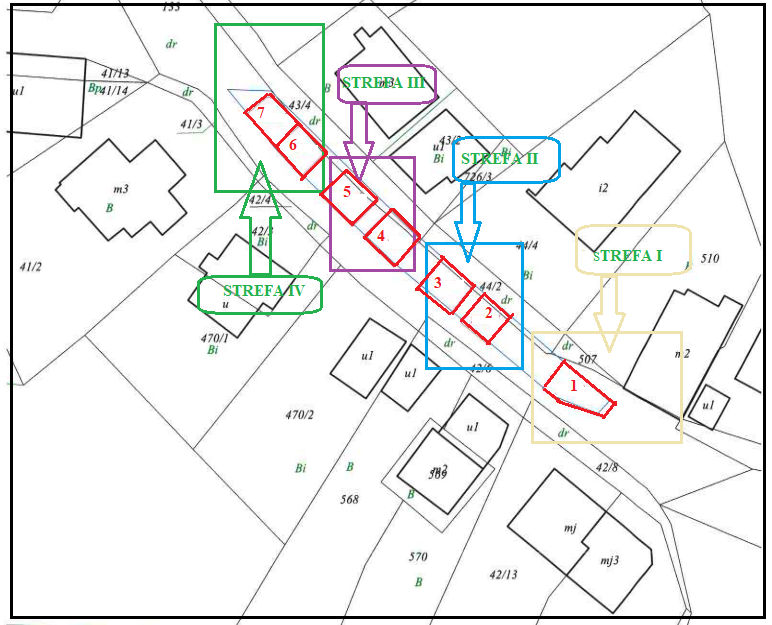 133
dr
41/13
u1
Bp
41/14
dr
41/3
43/4
dr
B
STREFA III
m3
7
6
43/2
u1
Bi
Bi
STREFA II
726/3
m3
B
i2
5
42/4
42/3
Bi
dr
4
44/4
STREFA I
510
41/2
Bi
STREFA IV
u
3
44/2
dr
2
470/1
Bi
dr
dr
507
m2
u1
u1
42/6
1
u1
470/2
u1
dr
Bi
B
m2
569
B
42/8
568
mj
mj3
570
B
42/13